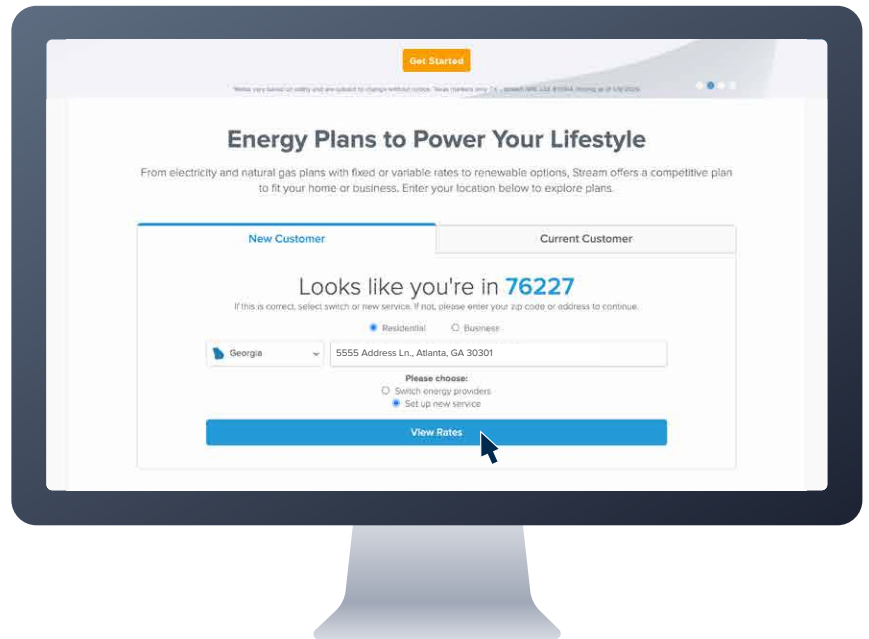 Get Started
Energy Plans to Power Your Lifestyle
From electricity and natural gas plans with fixed or variable rates to renewable options, Stream offers a competitive plan
to fit your home or business. Enter your location below to explore plans.
New Customer
Current Customer
Looks like you're in 76227
If this is correct, select switch or new service. If not, please enter your zip code or address to continue.
Residential
Business
Georgia
5555 Address Ln., Atlanta, GA 30301
Please choose:
Switch energy providers
Set up new service
View Rates